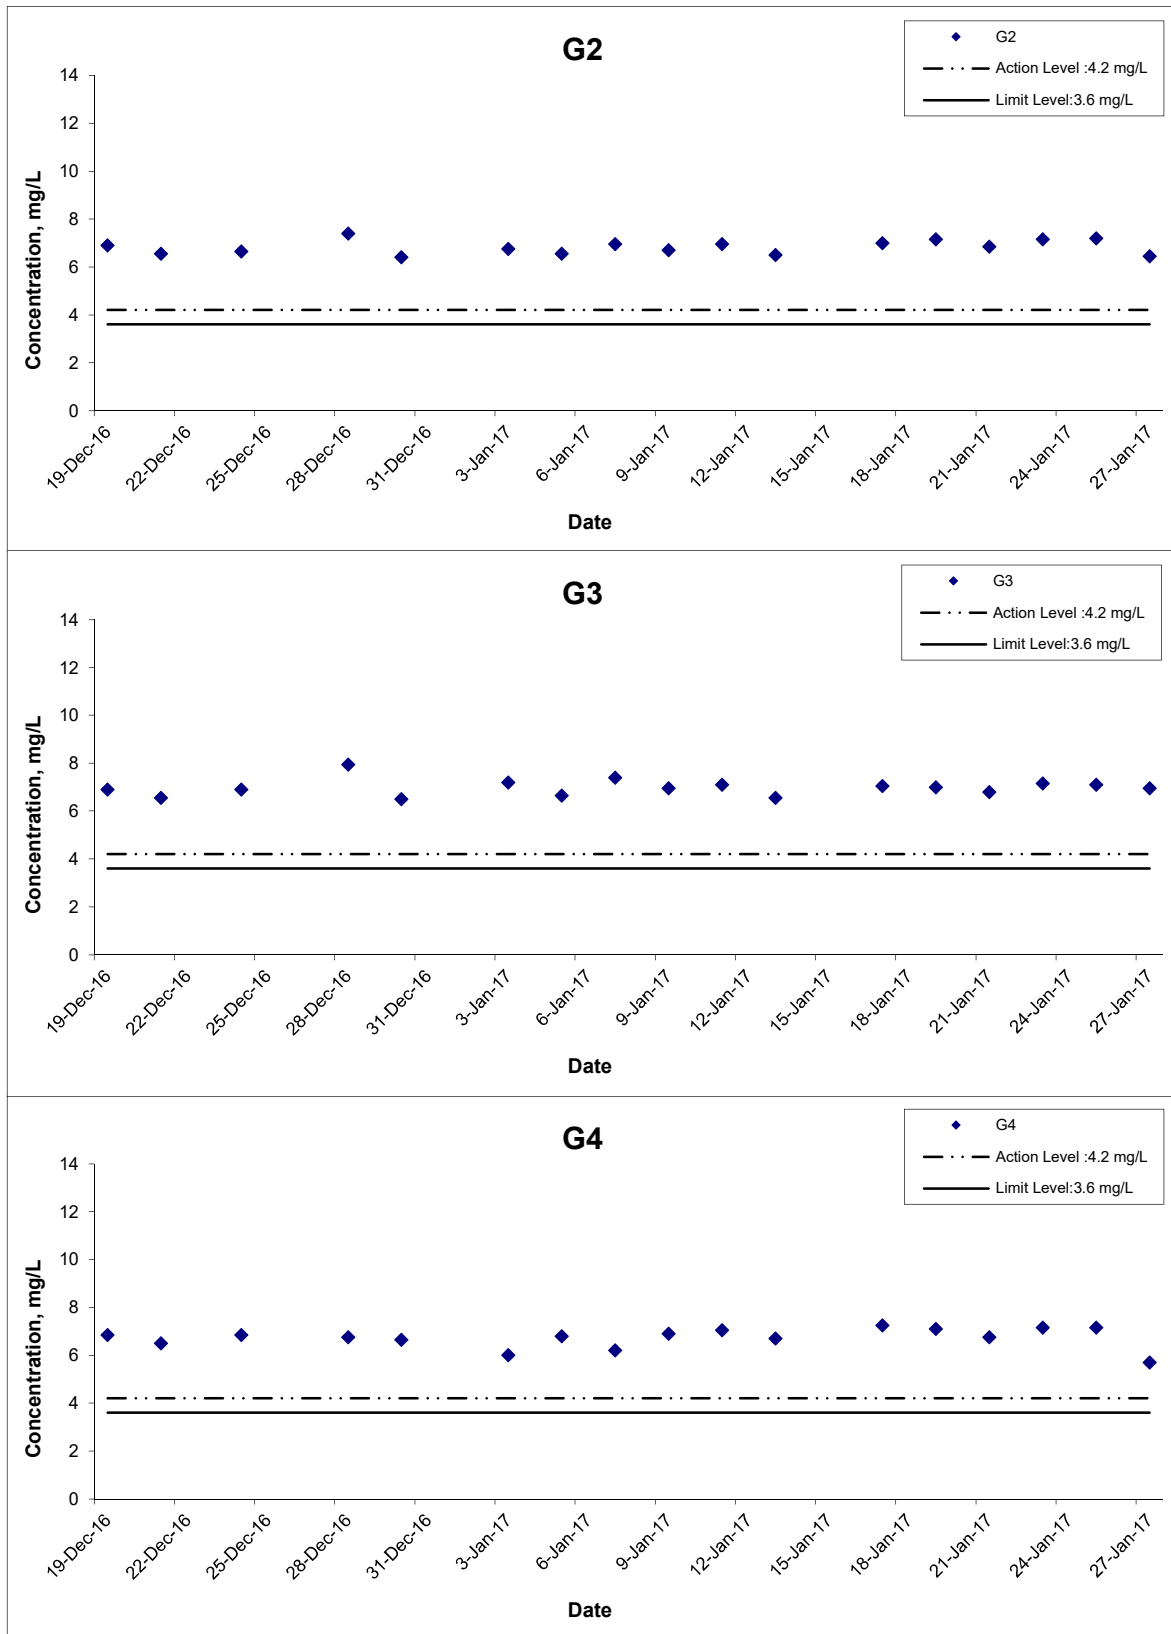 G2
G2
Action Level :4.2 mg/L
Limit Level:3.6 mg/L
Concentration, mg/L
14
12
10
8
6
4
2
0
19-Dec-16
22-Dec-16
25-Dec-16
28-Dec-16
31-Dec-16
3-Jan-17
6-Jan-17
9-Jan-17
12-Jan-17
15-Jan-17
18-Jan-17
21-Jan-17
24-Jan-17
27-Jan-17
Date
G3
G3
Action Level :4.2 mg/L
Limit Level:3.6 mg/L
Concentration, mg/L
14
12
10
8
6
4
2
0
19-Dec-16
22-Dec-16
25-Dec-16
28-Dec-16
31-Dec-16
3-Jan-17
6-Jan-17
9-Jan-17
12-Jan-17
15-Jan-17
18-Jan-17
21-Jan-17
24-Jan-17
27-Jan-17
Date
G4
G4
Action Level :4.2 mg/L
Limit Level:3.6 mg/L
Concentration, mg/L
14
12
10
8
6
4
2
0
19-Dec-16
22-Dec-16
25-Dec-16
28-Dec-16
31-Dec-16
3-Jan-17
6-Jan-17
9-Jan-17
12-Jan-17
15-Jan-17
18-Jan-17
21-Jan-17
24-Jan-17
27-Jan-17
Date